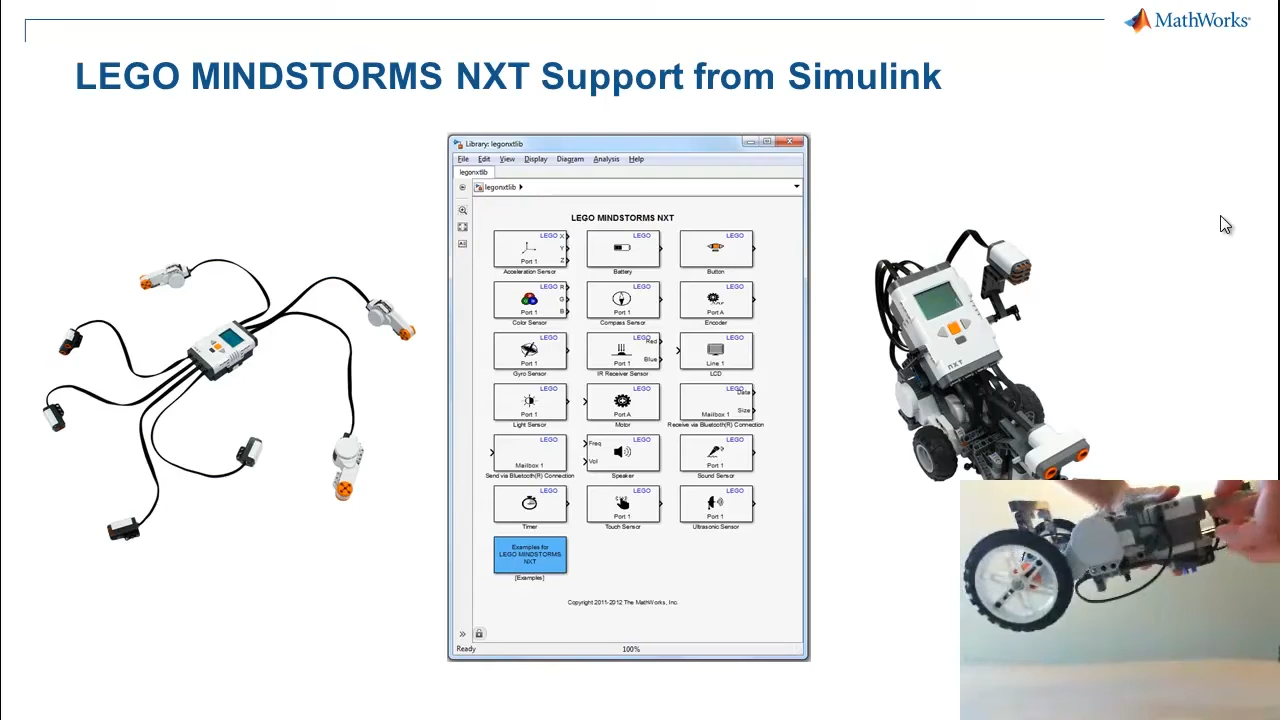 MathWorks®
LEGO MINDSTORMS NXT Support from Simulink
Library: legonxtlib
File Edit View Display Diagram Analysis Help
legonxtlib
legonxtlib
LEGO MINDSTORMS NXT
LEGO X Y Z Port 1
LEGO
LEGO
Acceleration Sensor Battery Button
LEGO R G B Port 1
LEGO Port 1
LEGO Port A
Color Sensor Compass Sensor Encoder
LEGO Port 1
LEGO Red Blue Port 1
LEGO Line 1
Gyro Sensor IR Receiver Sensor LCD
LEGO Port 1
LEGO Port A
LEGO Data Size Mailbox 1
Light Sensor Motor Receive via Bluetooth(R) Connection
LEGO Mailbox 1
LEGO Freq Vol
LEGO Port 1
Send via Bluetooth(R) Connection Speaker Sound Sensor
LEGO
LEGO Port 1
LEGO Port 1
Timer Touch Sensor Ultrasonic Sensor
Examples for
LEGO MINDSTORMS
NXT
[Examples]
Copyright 2011-2012 The MathWorks, Inc.
Ready 100%
nxt